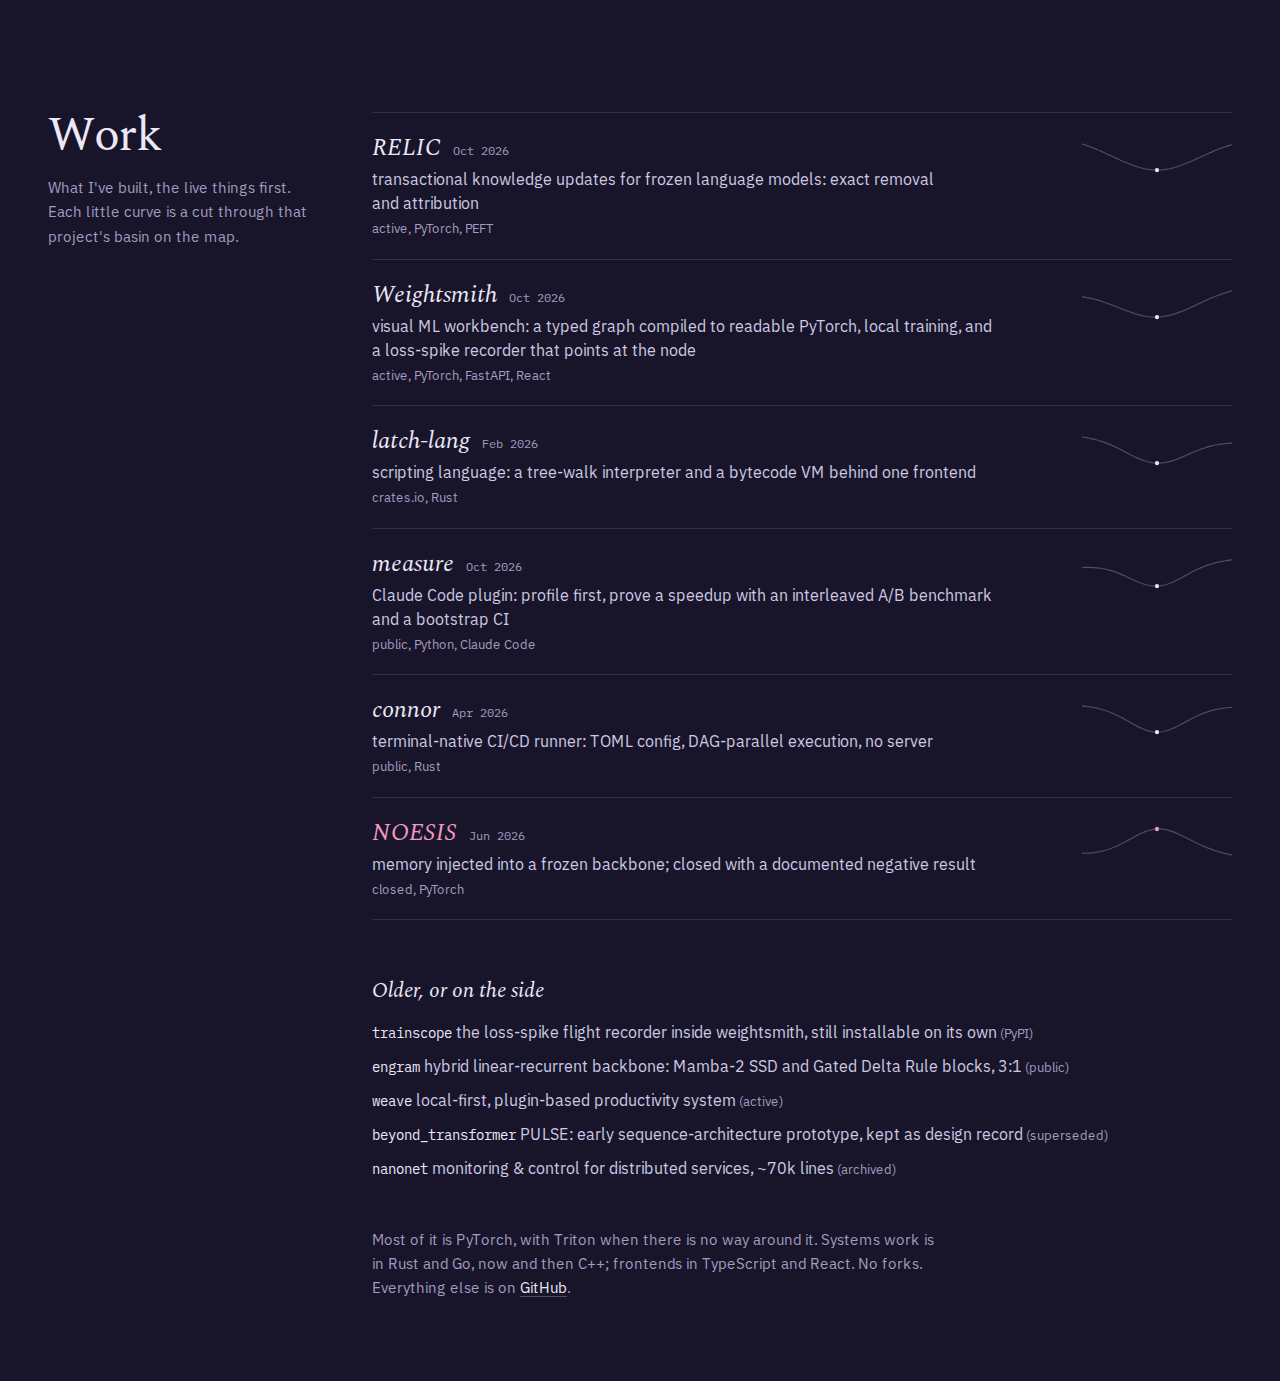 Work
What I've built, the live things first.
Each little curve is a cut through that
project's basin on the map.
RELIC Oct 2026
transactional knowledge updates for frozen language models: exact removal
and attribution
active, PyTorch, PEFT
Weightsmith Oct 2026
visual ML workbench: a typed graph compiled to readable PyTorch, local training, and
a loss-spike recorder that points at the node
active, PyTorch, FastAPI, React
latch-lang Feb 2026
scripting language: a tree-walk interpreter and a bytecode VM behind one frontend
crates.io, Rust
measure Oct 2026
Claude Code plugin: profile first, prove a speedup with an interleaved A/B benchmark
and a bootstrap CI
public, Python, Claude Code
connor Apr 2026
terminal-native CI/CD runner: TOML config, DAG-parallel execution, no server
public, Rust
NOESIS Jun 2026
memory injected into a frozen backbone; closed with a documented negative result
closed, PyTorch
Older, or on the side
trainscope the loss-spike flight recorder inside weightsmith, still installable on its own (PyPI)
engram hybrid linear-recurrent backbone: Mamba-2 SSD and Gated Delta Rule blocks, 3:1 (public)
weave local-first, plugin-based productivity system (active)
beyond_transformer PULSE: early sequence-architecture prototype, kept as design record (superseded)
nanonet monitoring & control for distributed services, ~70k lines (archived)
Most of it is PyTorch, with Triton when there is no way around it. Systems work is
in Rust and Go, now and then C++; frontends in TypeScript and React. No forks.
Everything else is on GitHub.